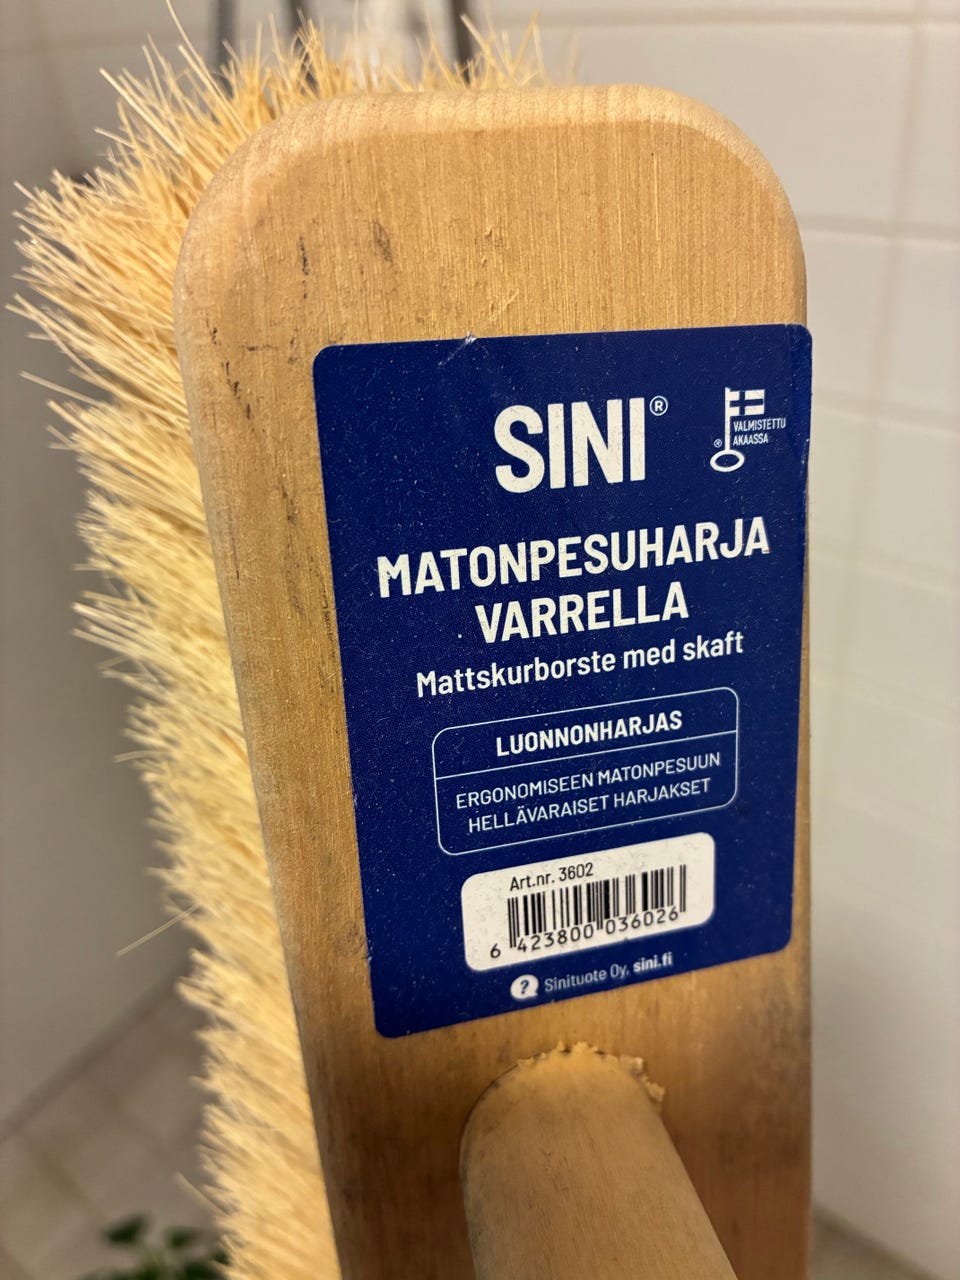 SINI®
®
VALMISTETTU
AKAASSA
MATONPESUHARJA
VARRELLA
Mattskurborste med skaft
LUONNONHARJAS
ERGONOMISEEN MATONPESUUN
HELLÄVARAISET HARJAKSET
Art.nr. 3602
6 423800 036026
? Sinituote Oy. sini.fi